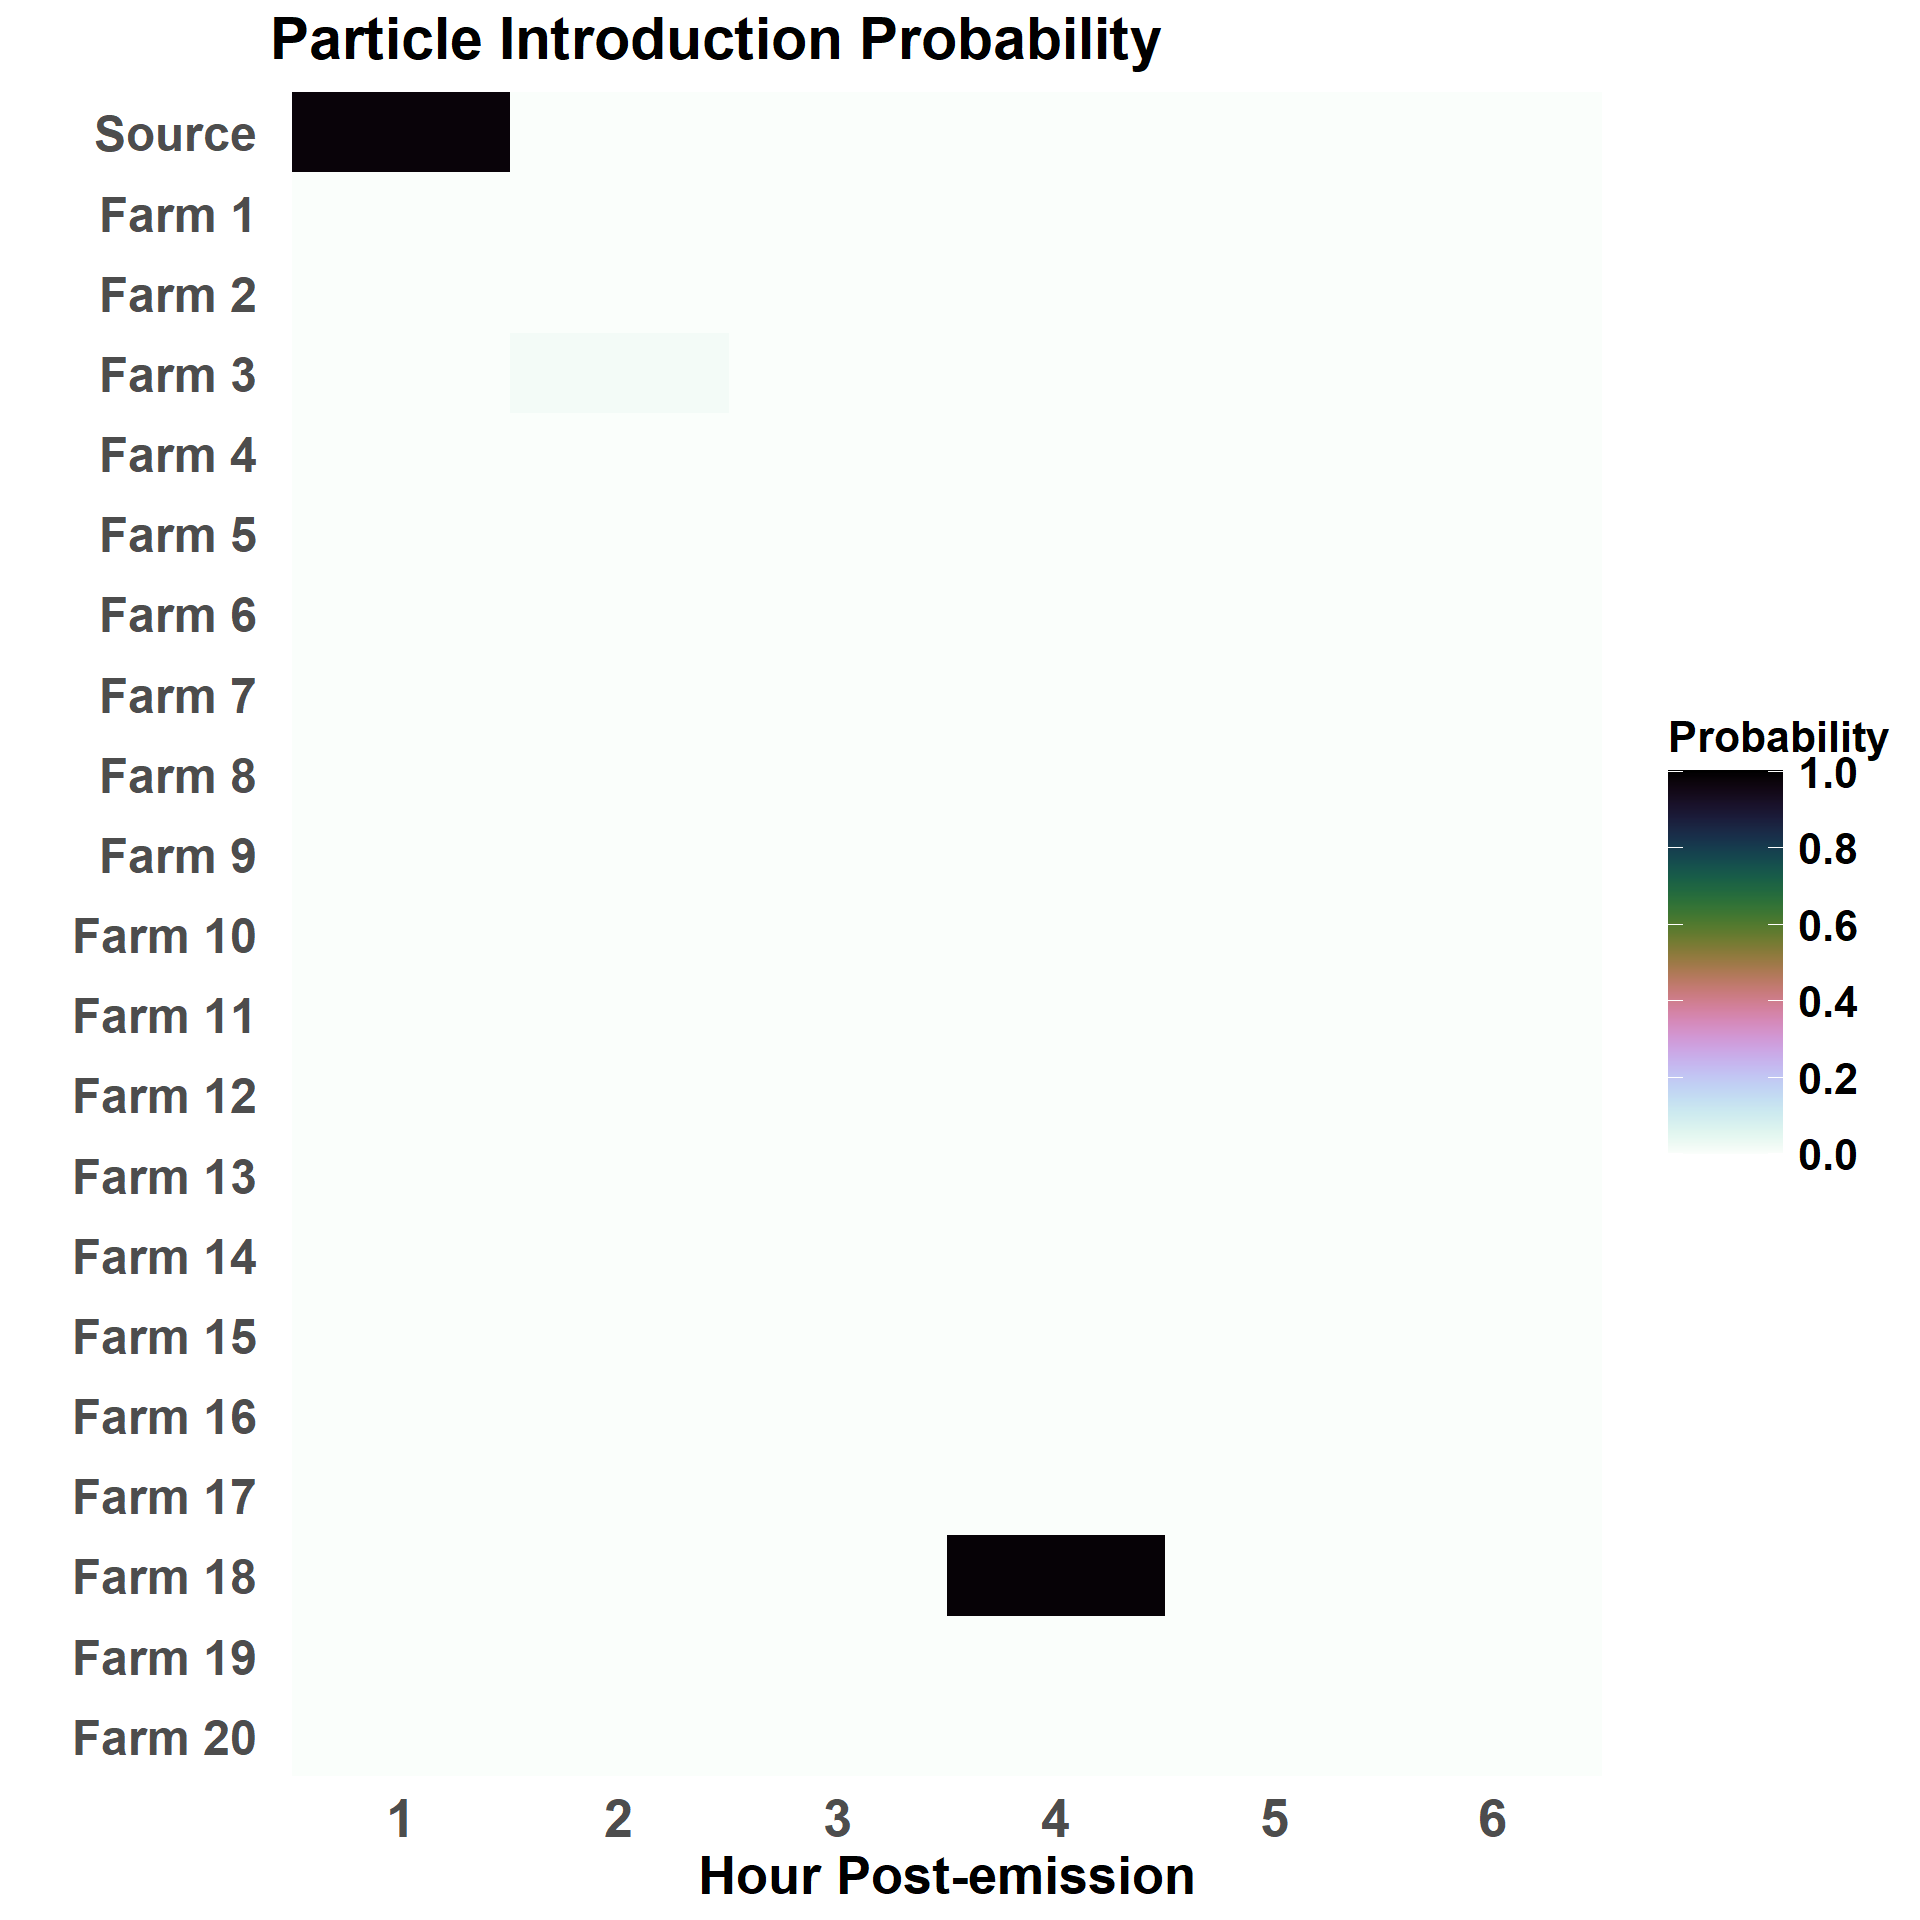 Particle Introduction Probability
Source
Farm 1
Farm 2
Farm 3
Farm 4
Farm 5
Farm 6
Farm 7
Farm 8
Farm 9
Farm 10
Farm 11
Farm 12
Farm 13
Farm 14
Farm 15
Farm 16
Farm 17
Farm 18
Farm 19
Farm 20
1 2 3 4 5 6
Hour Post-emission
Probability
1.0
0.8
0.6
0.4
0.2
0.0